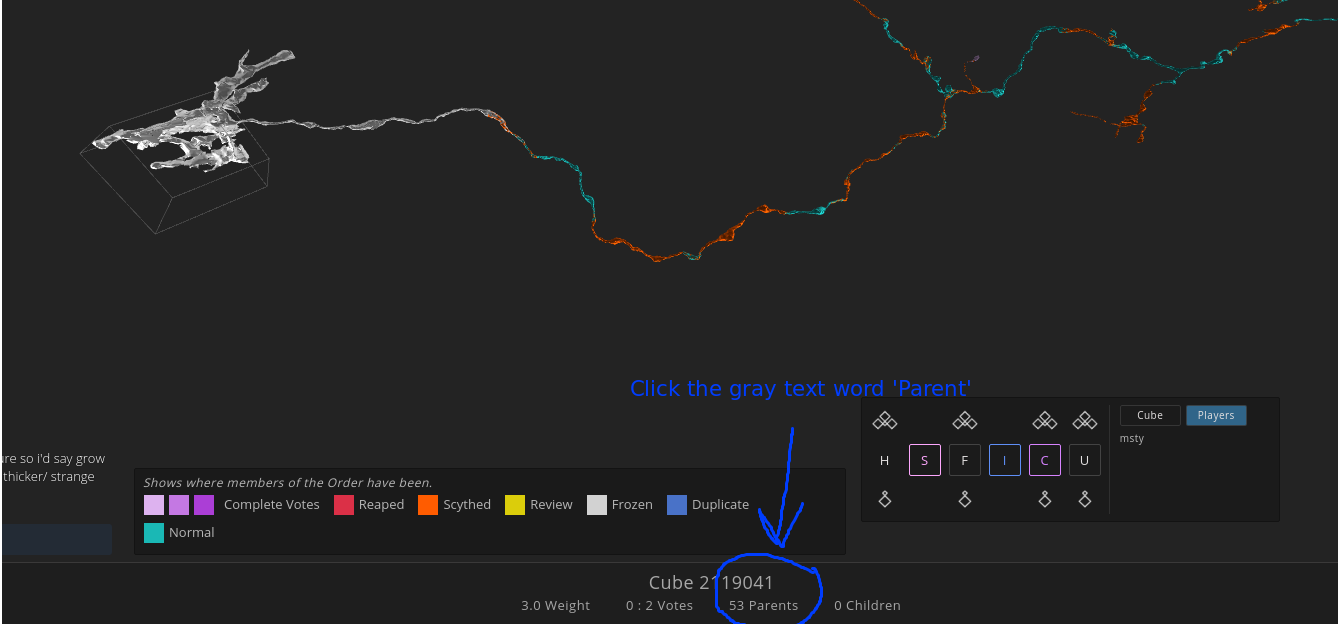 Click the gray text word 'Parent'
Cube Players
msty
H S F I C U
ure so i'd say grow
thicker/ strange
Shows where members of the Order have been.
Complete Votes Reaped Scythed Review Frozen Duplicate
Normal
Cube 2119041
3.0 Weight 0 : 2 Votes 53 Parents 0 Children